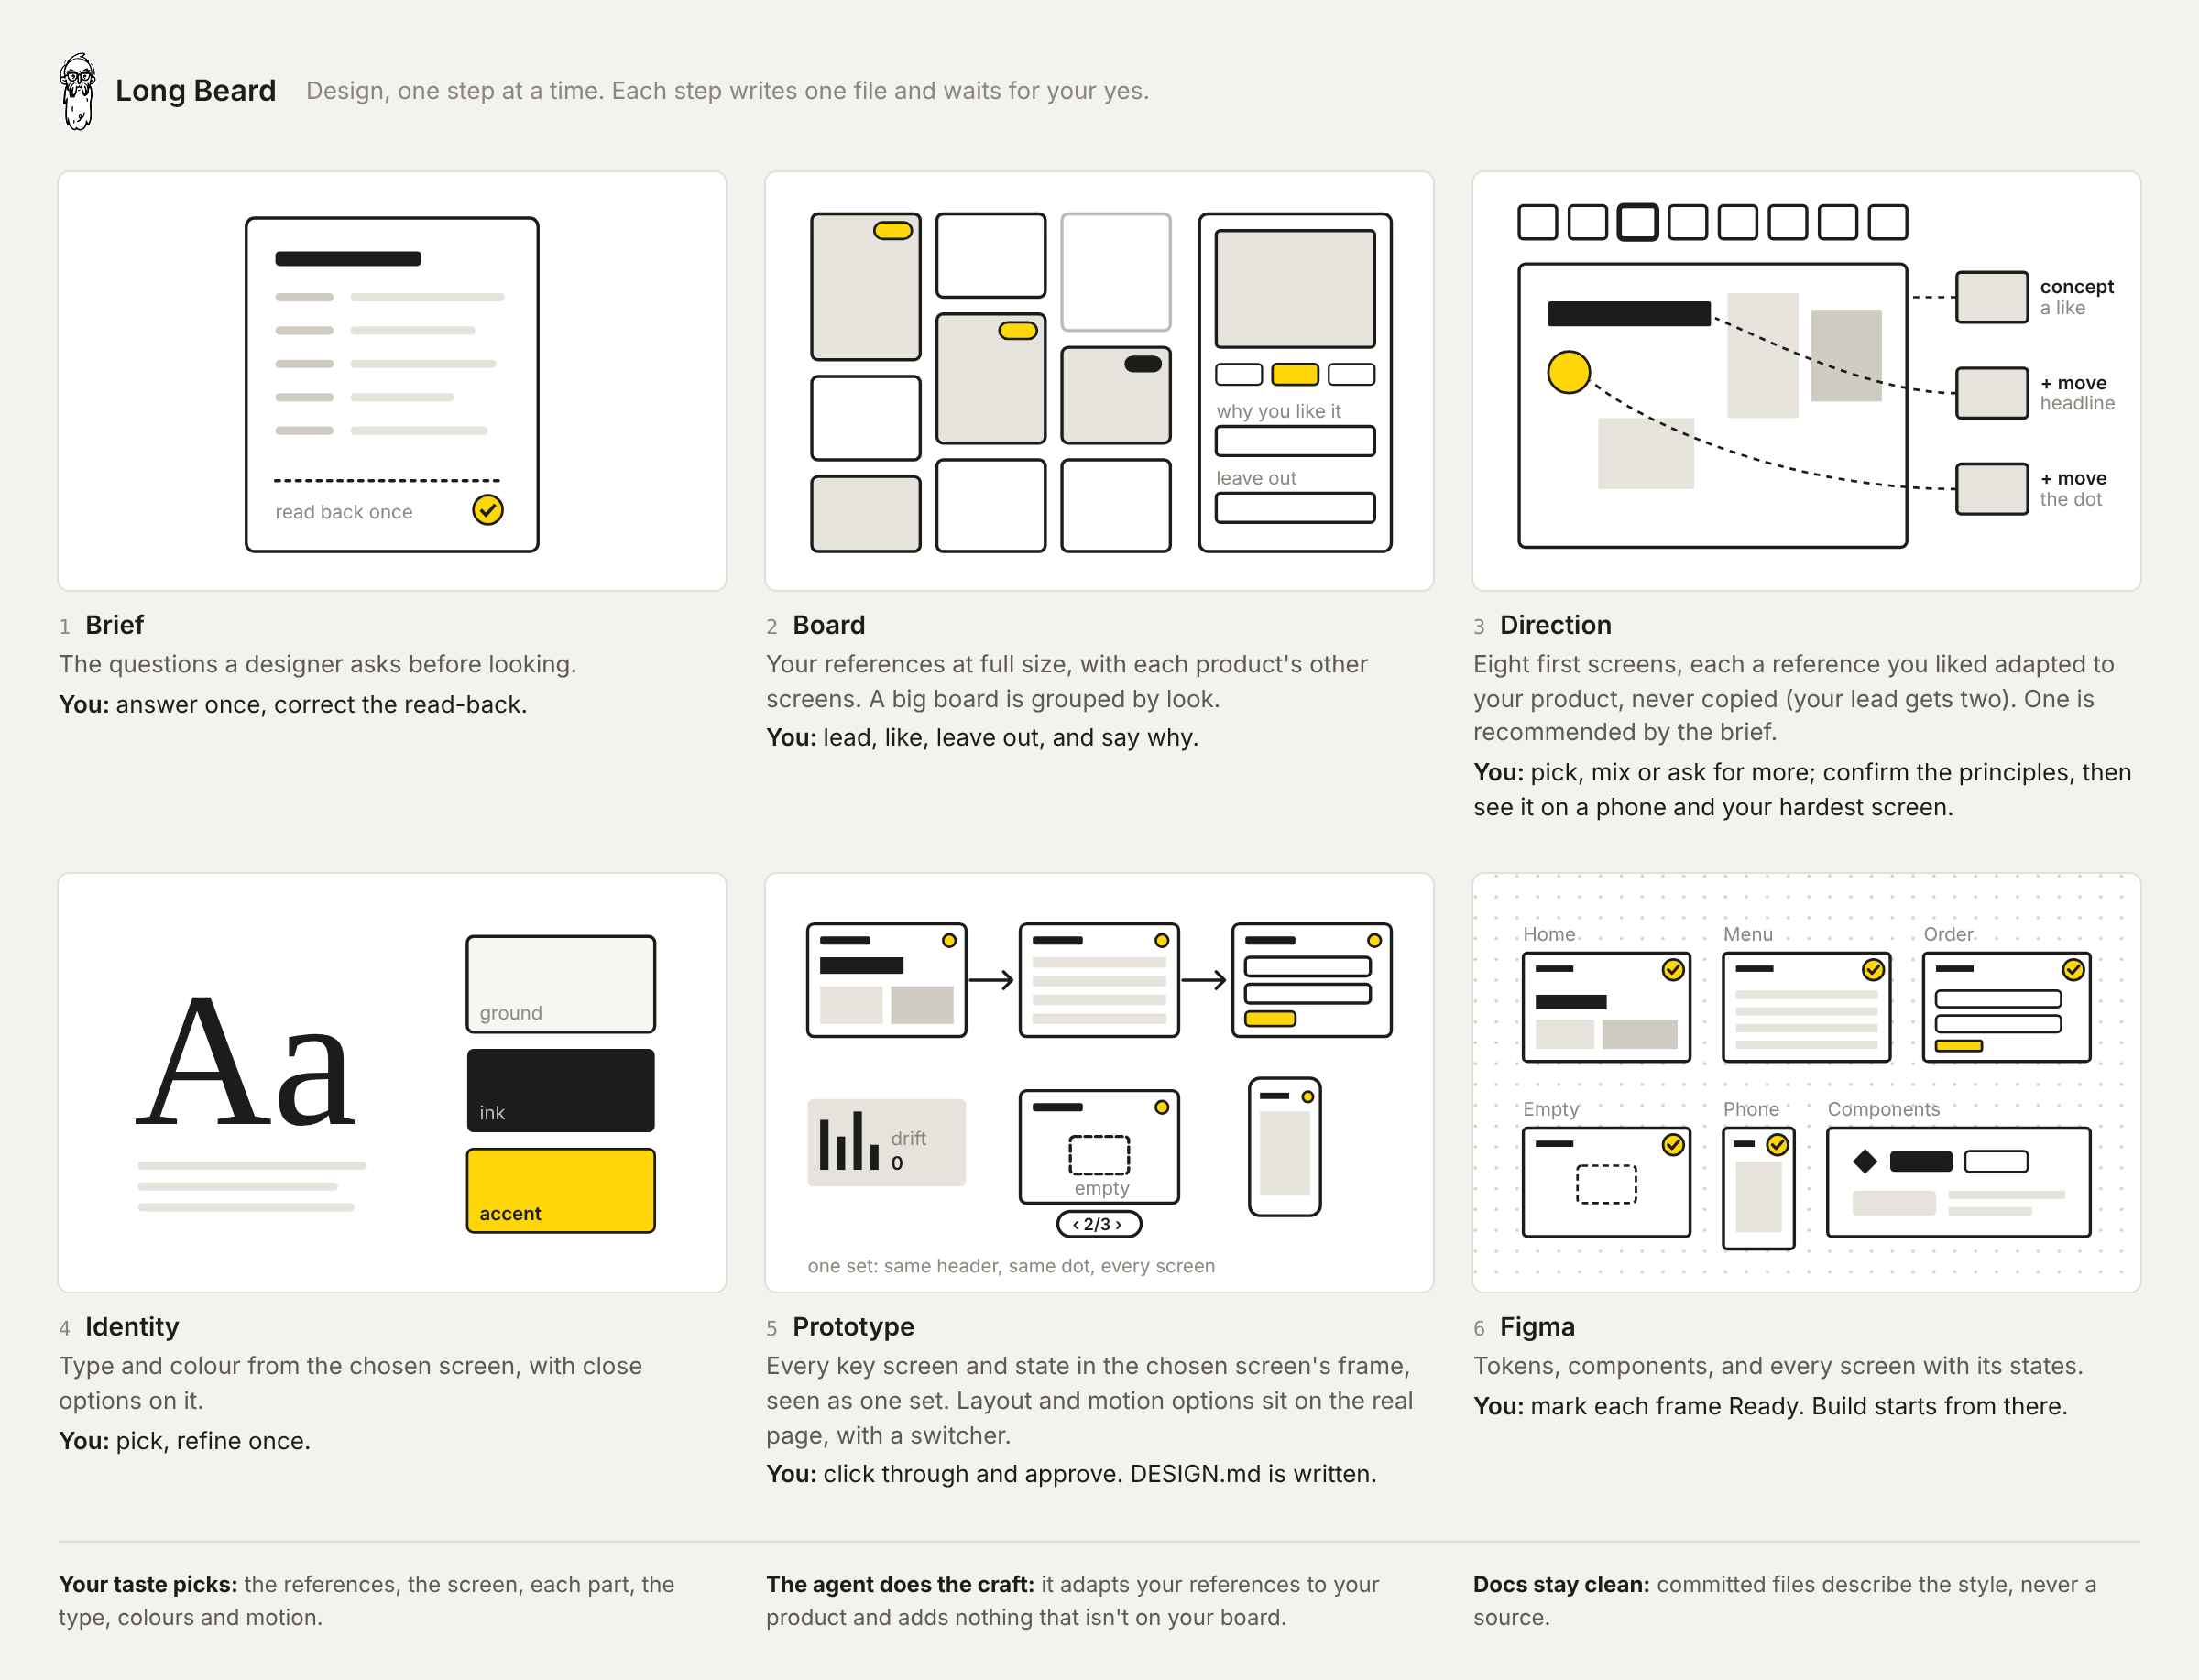 Long Beard
Design, one step at a time. Each step writes one file and waits for your yes.
read back once
1 Brief
The questions a designer asks before looking.
You: answer once, correct the read-back.
why you like it
leave out
2 Board
Your references at full size, with each product's other
screens. A big board is grouped by look.
You: lead, like, leave out, and say why.
concept
a like
+ move
headline
+ move
the dot
3 Direction
Eight first screens, each a reference you liked adapted to
your product, never copied (your lead gets two). One is
recommended by the brief.
You: pick, mix or ask for more; confirm the principles, then
see it on a phone and your hardest screen.
Aa
ground
ink
accent
4 Identity
Type and colour from the chosen screen, with close
options on it.
You: pick, refine once.
drift
0
empty
‹ 2/3 ›
one set: same header, same dot, every screen
5 Prototype
Every key screen and state in the chosen screen's frame,
seen as one set. Layout and motion options sit on the real
page, with a switcher.
You: click through and approve. DESIGN.md is written.
Home
Menu
Order
Empty
Phone
Components
6 Figma
Tokens, components, and every screen with its states.
You: mark each frame Ready. Build starts from there.
Your taste picks: the references, the screen, each part, the
type, colours and motion.
The agent does the craft: it adapts your references to your
product and adds nothing that isn't on your board.
Docs stay clean: committed files describe the style, never a
source.